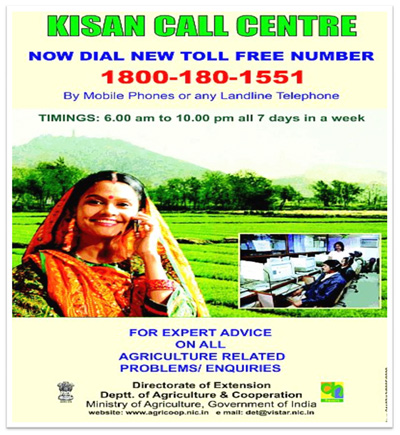 KISAN CALL CENTRE
NOW DIAL NEW TOLL FREE NUMBER
1800-180-1551
By Mobile Phones or any Landline Telephone
TIMINGS: 6.00 am to 10.00 pm all 7 days in a week
FOR EXPERT ADVICE
ON ALL
AGRICULTURE RELATED
PROBLEMS/ ENQUIRIES
Directorate of Extension
Deptt. of Agriculture & Cooperation
Ministry of Agriculture, Government of India
website: www.agricoop.nic.in e mail: det@vistar.nic.in